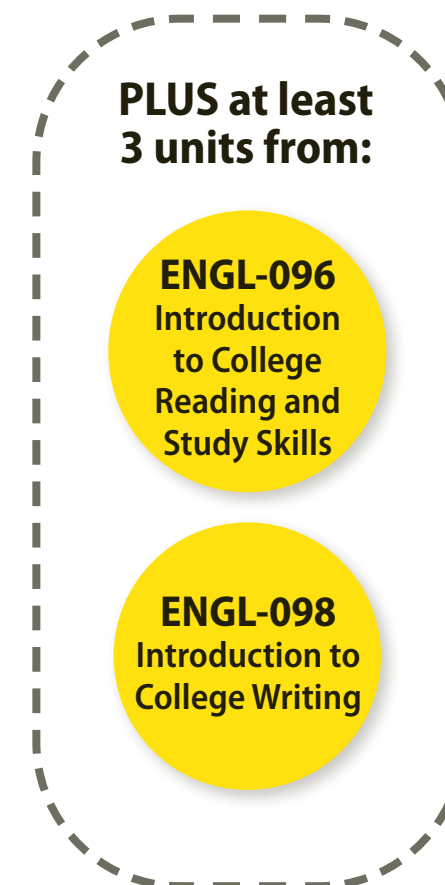 PLUS at least
3 units from:
ENGL-096
Introduction
to College
Reading and
Study Skills
ENGL-098
Introduction to
College Writing